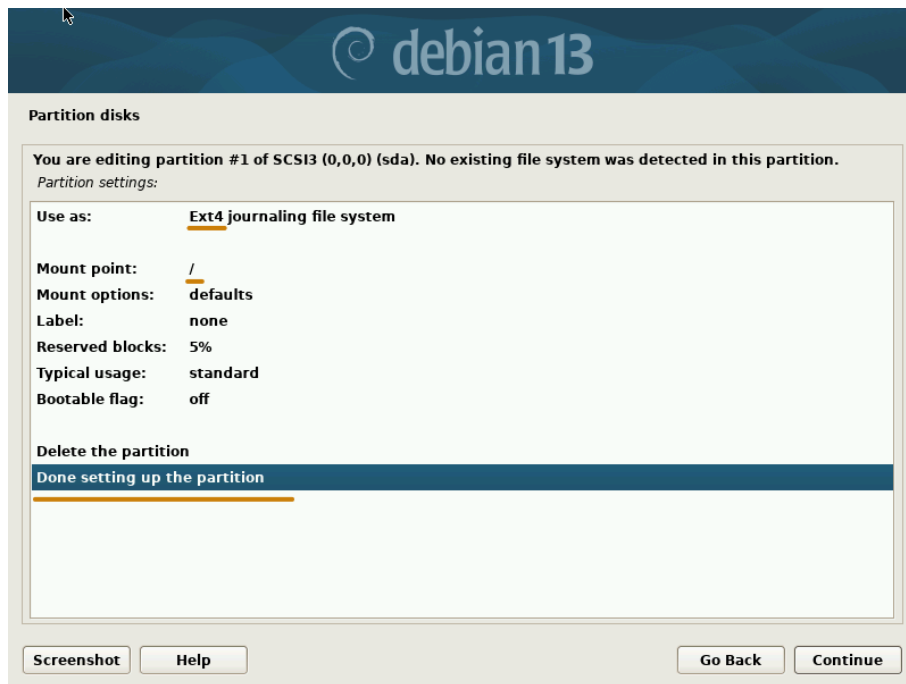 debian 13
Partition disks
You are editing partition #1 of SCSI3 (0,0,0) (sda). No existing file system was detected in this partition.
Partition settings:
Use as: Ext4 journaling file system
Mount point: /
Mount options: defaults
Label: none
Reserved blocks: 5%
Typical usage: standard
Bootable flag: off
Delete the partition
Done setting up the partition
Screenshot Help Go Back Continue